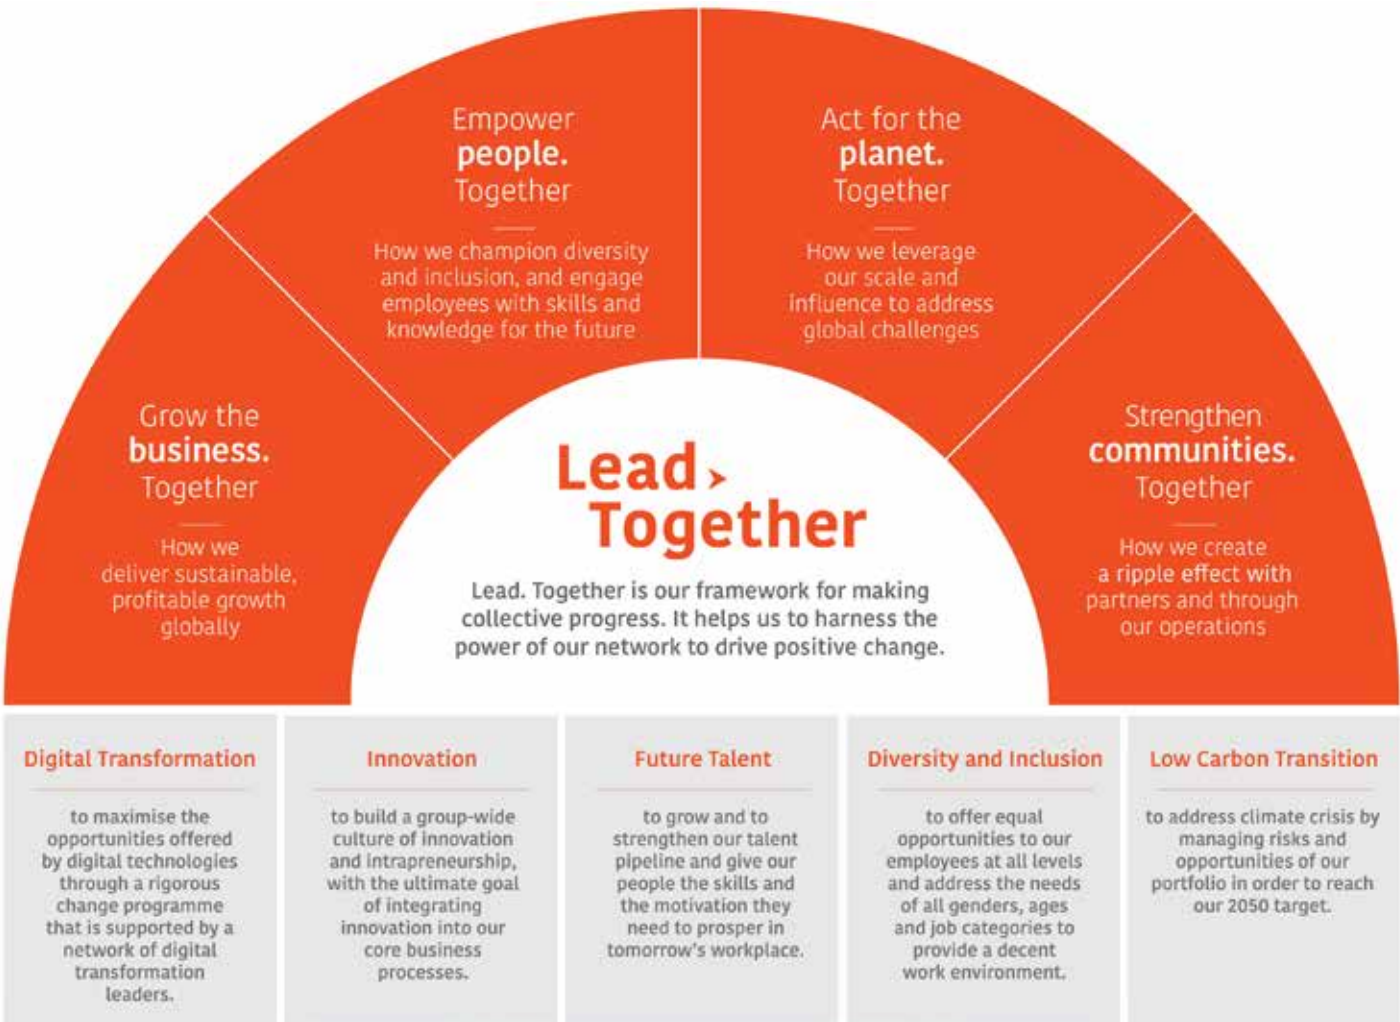 Empower
people.
Together
How we champion diversity
and inclusion, and engage
employees with skills and
knowledge for the future
Act for the
planet.
Together
How we leverage
our scale and
influence to address
global challenges
Grow the
business.
Together
How we
deliver sustainable,
profitable growth
globally
Lead
Together
Lead. Together is our framework for making
collective progress. It helps us to harness the
power of our network to drive positive change.
Strengthen
communities.
Together
How we create
a ripple effect with
partners and through
our operations
Digital Transformation
to maximise the
opportunities offered
by digital technologies
through a rigorous
change programme
that is supported by a
network of digital
transformation
leaders.
Innovation
to build a group-wide
culture of innovation
and intrapreneurship,
with the ultimate goal
of integrating
innovation into our
core business
processes.
Future Talent
to grow and to
strengthen our talent
pipeline and give our
people the skills and
the motivation they
need to prosper in
tomorrow's workplace.
Diversity and Inclusion
to offer equal
opportunities to our
employees at all levels
and address the needs
of all genders, ages
and job categories to
provide a decent
work environment.
Low Carbon Transition
to address climate crisis by
managing risks and
opportunities of our
portfolio in order to reach
our 2050 target.